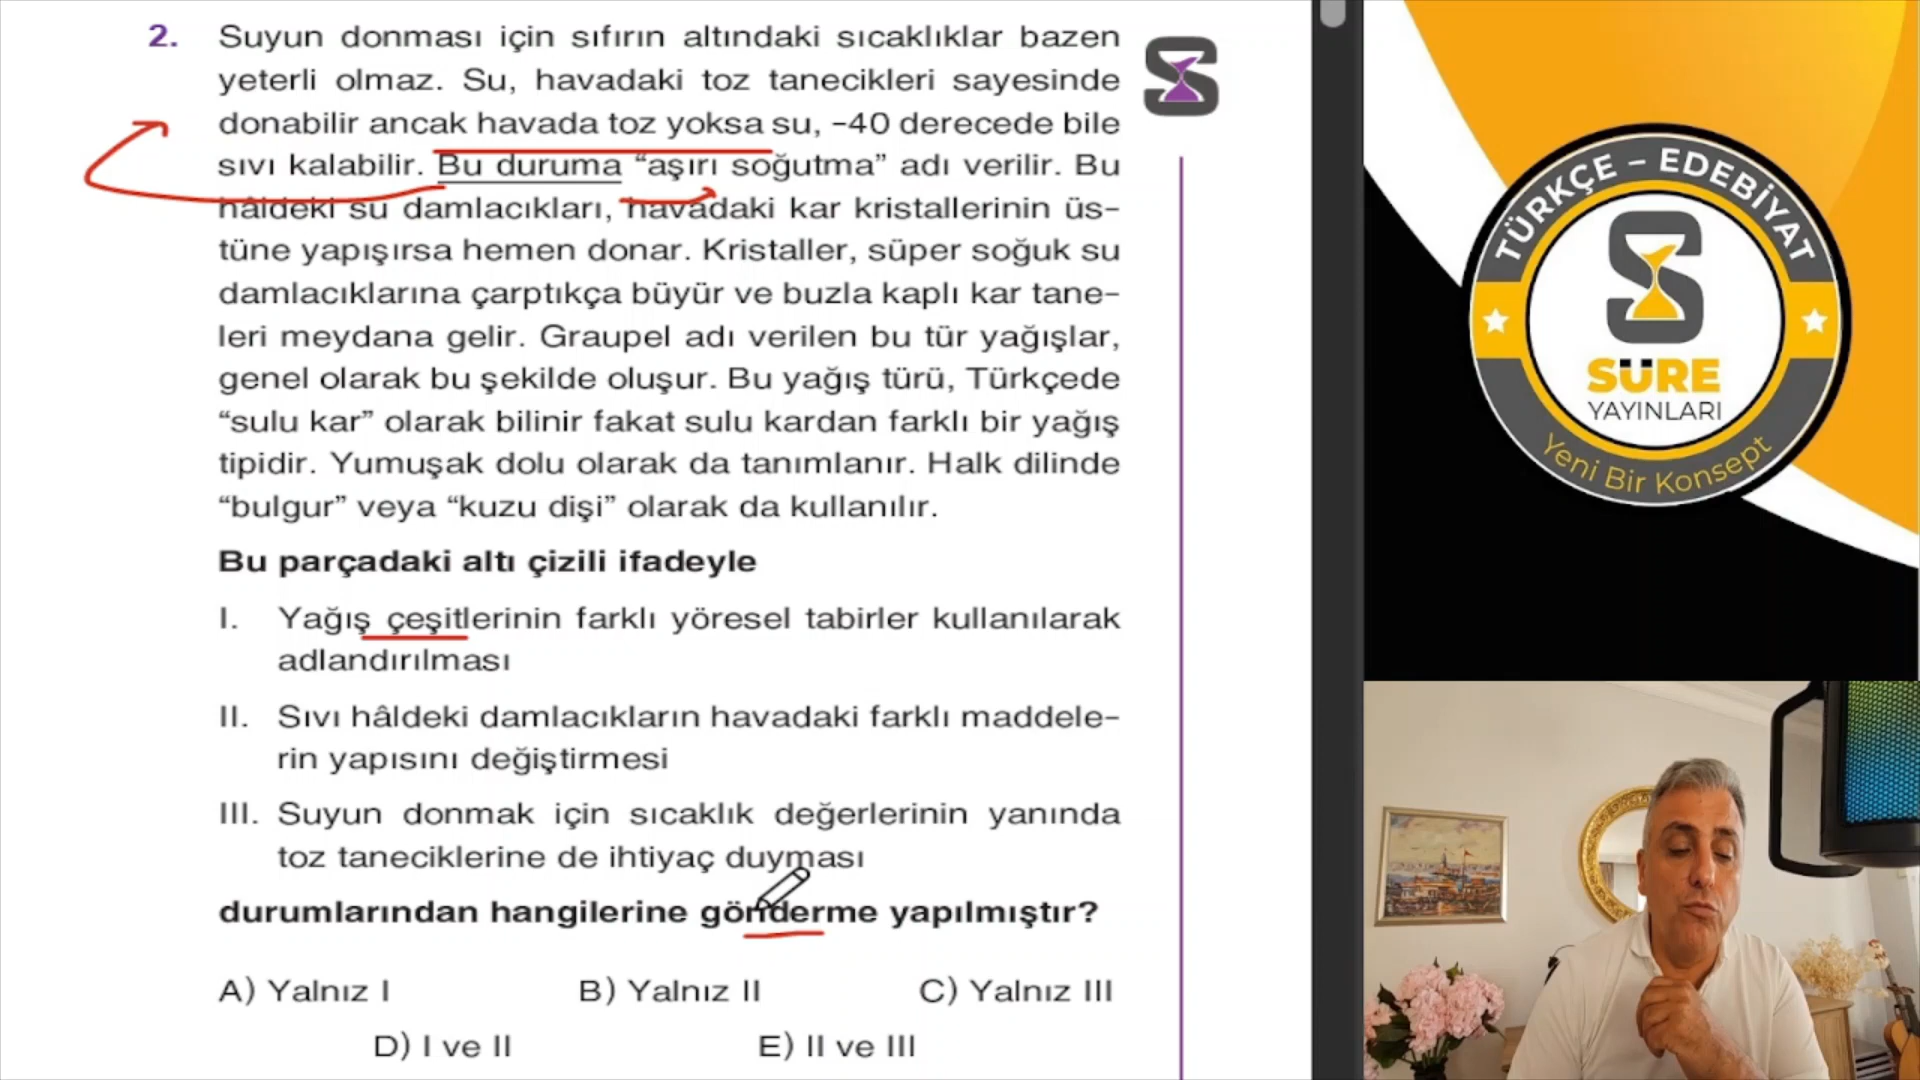 2. Suyun donması için sıfırın altındaki sıcaklıklar bazen
yeterli olmaz. Su, havadaki toz tanecikleri sayesinde
donabilir ancak havada toz yoksa su, −40 derecede bile
sıvı kalabilir. Bu duruma “aşırı soğutma” adı verilir. Bu
hâldeki su damlacıkları, havadaki kar kristallerinin üs-
tüne yapışırsa hemen donar. Kristaller, süper soğuk su
damlacıklarına çarptıkça büyür ve buzla kaplı kar tane-
leri meydana gelir. Graupel adı verilen bu tür yağışlar,
genel olarak bu şekilde oluşur. Bu yağış türü, Türkçede
“sulu kar” olarak bilinir fakat sulu kardan farklı bir yağış
tipidir. Yumuşak dolu olarak da tanımlanır. Halk dilinde
“bulgur” veya “kuzu dişi” olarak da kullanılır.
Bu parçadaki altı çizili ifadeyle
I. Yağış çeşitlerinin farklı yöresel tabirler kullanılarak
adlandırılması
II. Sıvı hâldeki damlacıkların havadaki farklı maddele-
rin yapısını değiştirmesi
III. Suyun donmak için sıcaklık değerlerinin yanında
toz taneciklerine de ihtiyaç duyması
durumlarından hangilerine gönderme yapılmıştır?
A) Yalnız I B) Yalnız II C) Yalnız III
D) I ve II E) II ve III
TÜRKÇE – EDEBİYAT
SÜRE
YAYINLARI
Yeni Bir Konsept